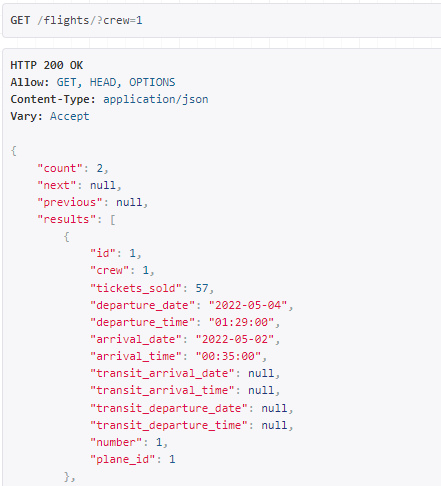 GET /flights/?crew=1
HTTP 200 OK
Allow: GET, HEAD, OPTIONS
Content-Type: application/json
Vary: Accept
{
"count": 2,
"next": null,
"previous": null,
"results": [
{
"id": 1,
"crew": 1,
"tickets_sold": 57,
"departure_date": "2022-05-04",
"departure_time": "01:29:00",
"arrival_date": "2022-05-02",
"arrival_time": "00:35:00",
"transit_arrival_date": null,
"transit_arrival_time": null,
"transit_departure_date": null,
"transit_departure_time": null,
"number": 1,
"plane_id": 1
},